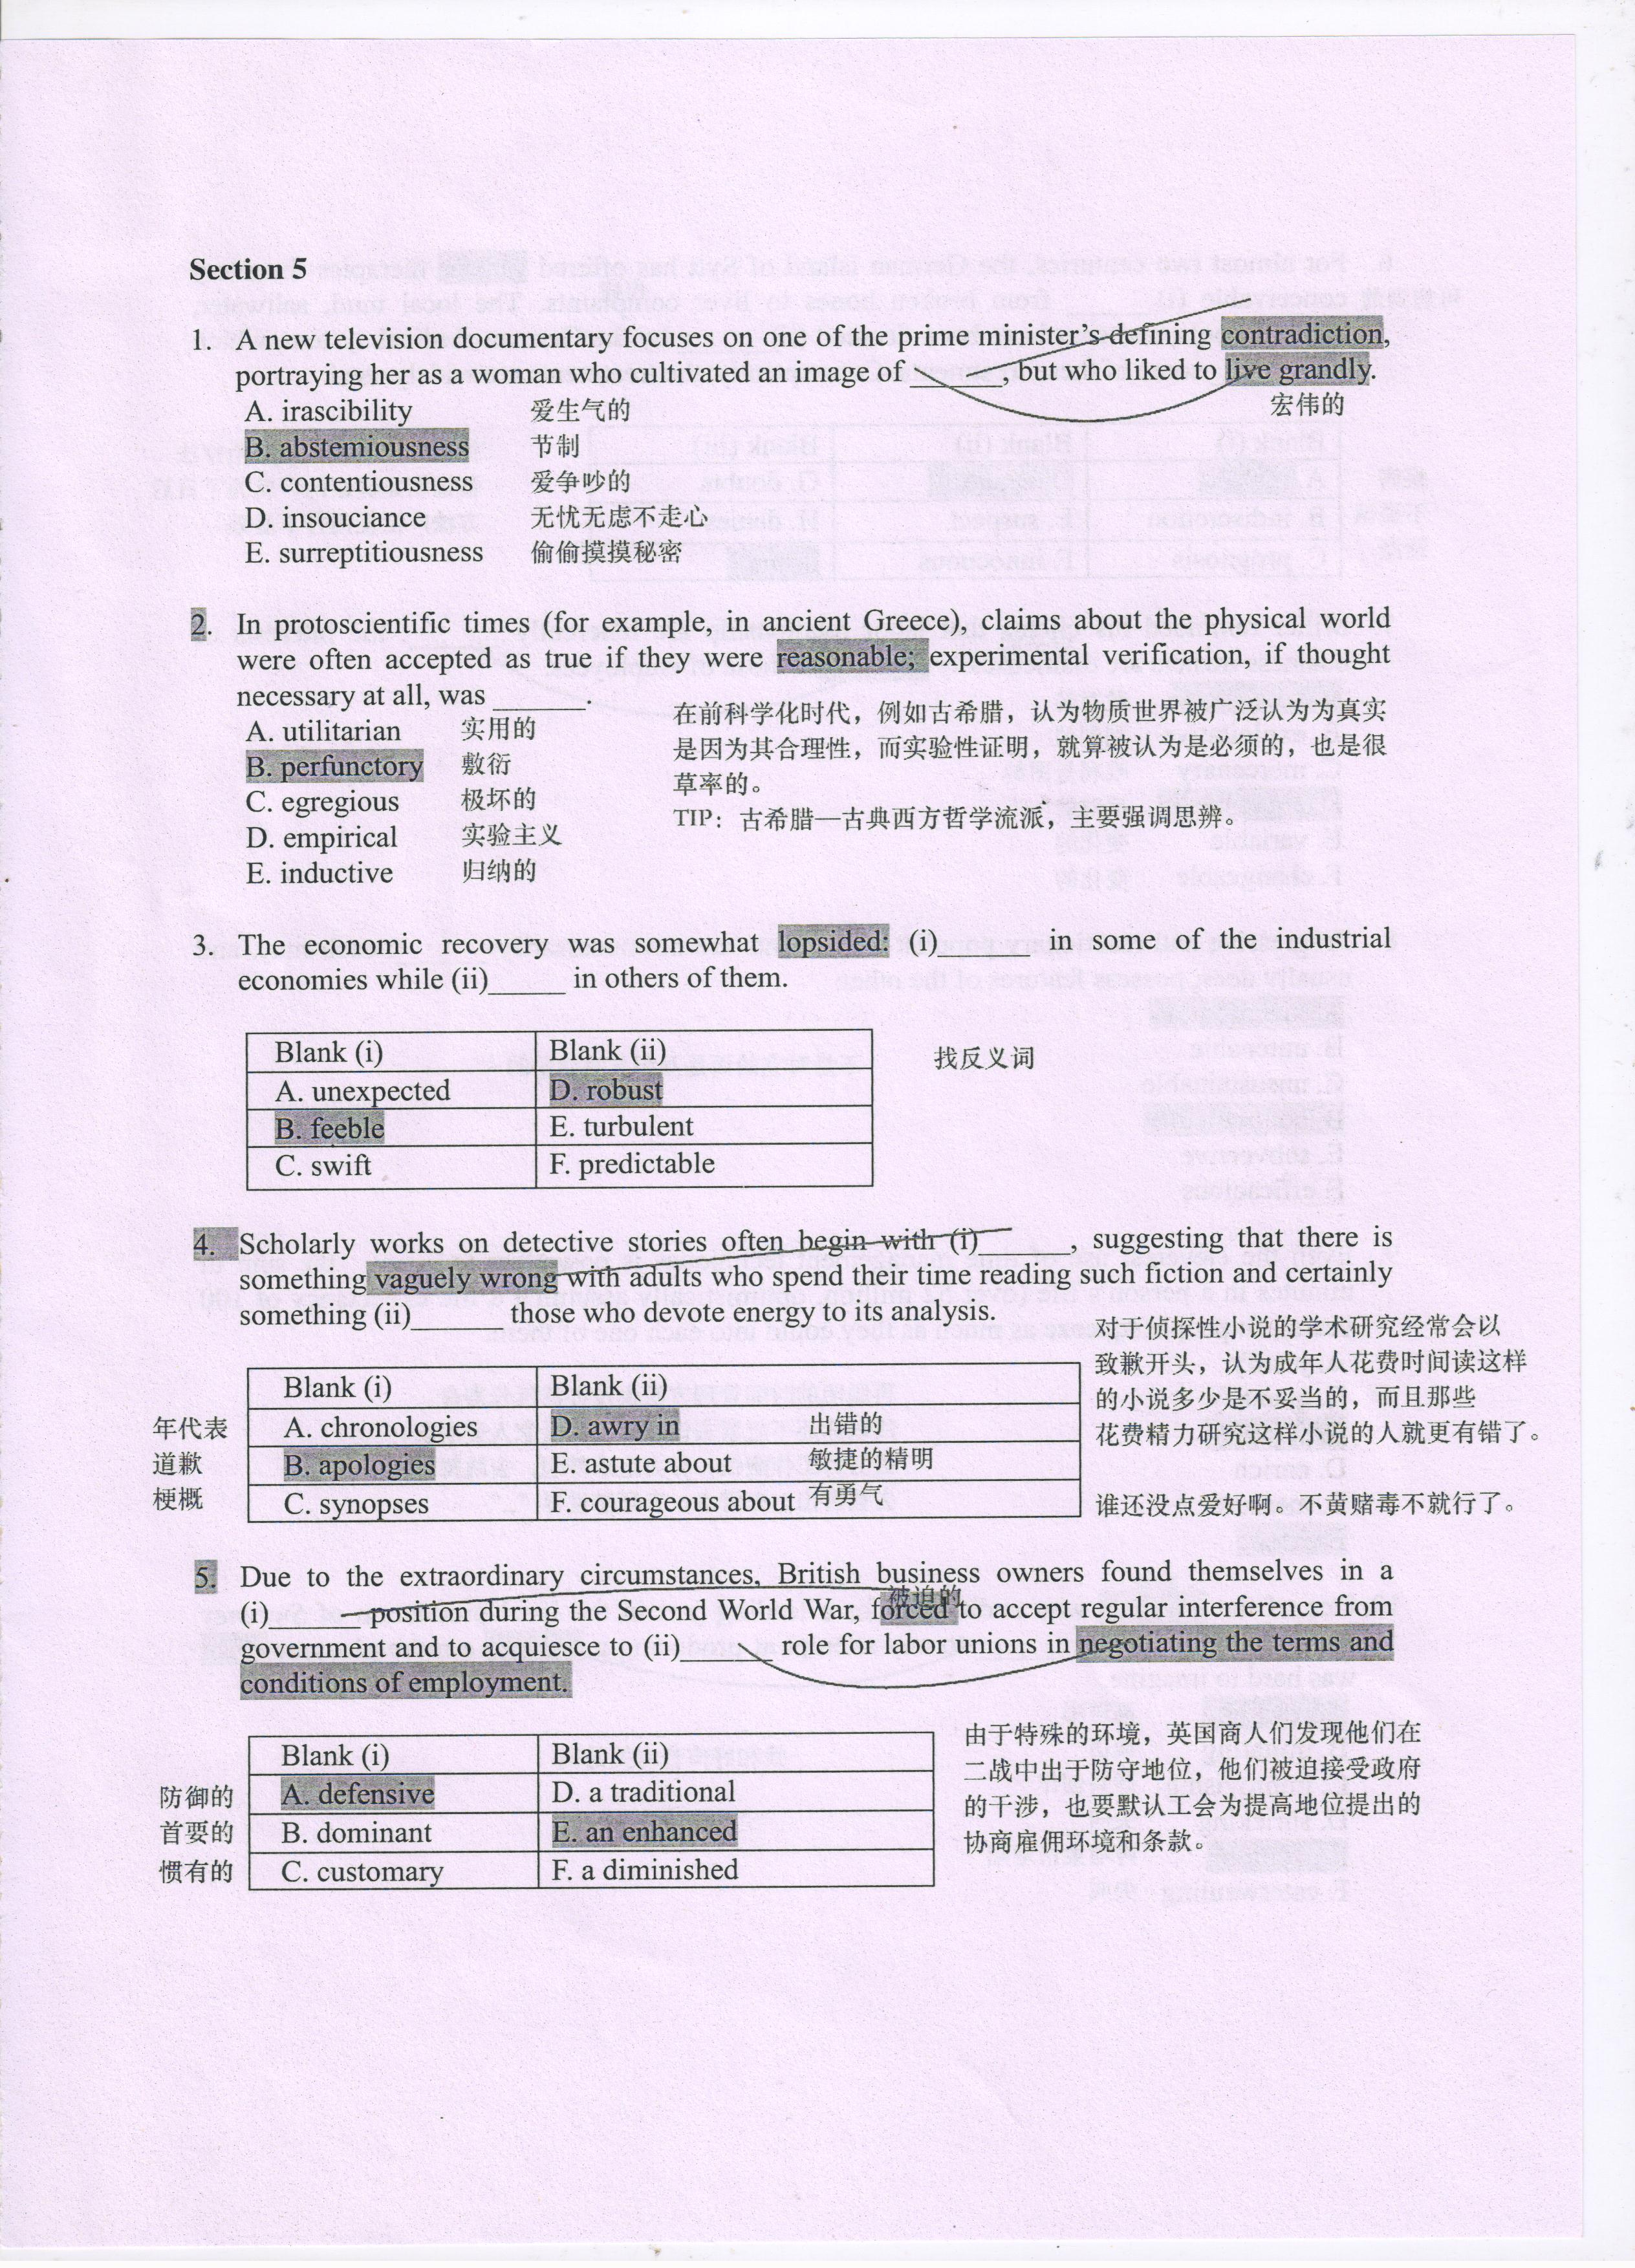 Section 5
1. A new television documentary focuses on one of the prime minister's defining contradiction,
portraying her as a woman who cultivated an image of ______, but who liked to live grandly.
宏伟的
A. irascibility 爱生气的
B. abstemiousness 节制
C. contentiousness 爱争吵的
D. insouciance 无忧无虑不走心
E. surreptitiousness 偷偷摸摸秘密
2. In protoscientific times (for example, in ancient Greece), claims about the physical world
were often accepted as true if they were reasonable; experimental verification, if thought
necessary at all, was ______.
A. utilitarian 实用的
B. perfunctory 敷衍
C. egregious 极坏的
D. empirical 实验主义
E. inductive 归纳的
在前科学化时代，例如古希腊，认为物质世界被广泛认为为真实
是因为其合理性，而实验性证明，就算被认为是必须的，也是很
草率的。
TIP：古希腊—古典西方哲学流派，主要强调思辨。
3. The economic recovery was somewhat lopsided: (i)______ in some of the industrial
economies while (ii)_____ in others of them.
Blank (i) Blank (ii)
A. unexpected D. robust
B. feeble E. turbulent
C. swift F. predictable
找反义词
4. Scholarly works on detective stories often begin with (i)______, suggesting that there is
something vaguely wrong with adults who spend their time reading such fiction and certainly
something (ii)______ those who devote energy to its analysis.
Blank (i) Blank (ii)
年代表 A. chronologies D. awry in 出错的
道歉 B. apologies E. astute about 敏捷的精明
梗概 C. synopses F. courageous about 有勇气
对于侦探性小说的学术研究经常会以
致歉开头，认为成年人花费时间读这样
的小说多少是不妥当的，而且那些
花费精力研究这样小说的人就更有错了。
谁还没点爱好啊。不黄赌毒不就行了。
5. Due to the extraordinary circumstances, British business owners found themselves in a
被迫的
(i)______ position during the Second World War, forced to accept regular interference from
government and to acquiesce to (ii)______ role for labor unions in negotiating the terms and
conditions of employment.
Blank (i) Blank (ii)
防御的 A. defensive D. a traditional
首要的 B. dominant E. an enhanced
惯有的 C. customary F. a diminished
由于特殊的环境，英国商人们发现他们在
二战中出于防守地位，他们被迫接受政府
的干涉，也要默认工会为提高地位提出的
协商雇佣环境和条款。